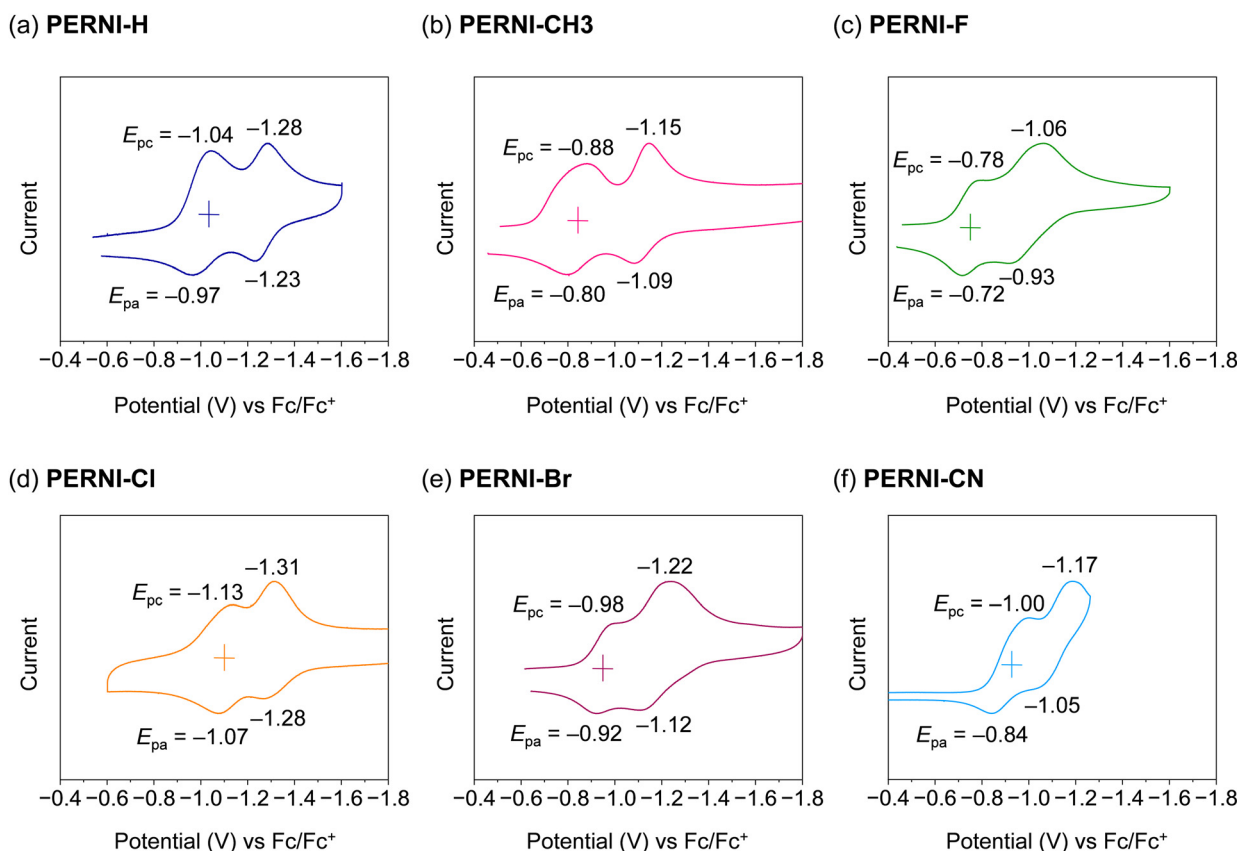 (a) PERNI-H
(b) PERNI-CH3
(c) PERNI-F
Current
Epc = –1.04
–1.28
Epa = –0.97
–1.23
−0.4 −0.6 −0.8 −1.0 −1.2 −1.4 −1.6 −1.8
Potential (V) vs Fc/Fc⁺
Current
Epc = –0.88
–1.15
Epa = –0.80
–1.09
−0.4 −0.6 −0.8 −1.0 −1.2 −1.4 −1.6 −1.8
Potential (V) vs Fc/Fc⁺
Current
Epc = –0.78
–1.06
Epa = –0.72
–0.93
−0.4 −0.6 −0.8 −1.0 −1.2 −1.4 −1.6 −1.8
Potential (V) vs Fc/Fc⁺
(d) PERNI-Cl
(e) PERNI-Br
(f) PERNI-CN
Current
Epc = –1.13
–1.31
Epa = –1.07
–1.28
−0.4 −0.6 −0.8 −1.0 −1.2 −1.4 −1.6 −1.8
Potential (V) vs Fc/Fc⁺
Current
Epc = –0.98
–1.22
Epa = –0.92
–1.12
−0.4 −0.6 −0.8 −1.0 −1.2 −1.4 −1.6 −1.8
Potential (V) vs Fc/Fc⁺
Current
Epc = –1.00
–1.17
Epa = –0.84
–1.05
−0.4 −0.6 −0.8 −1.0 −1.2 −1.4 −1.6 −1.8
Potential (V) vs Fc/Fc⁺